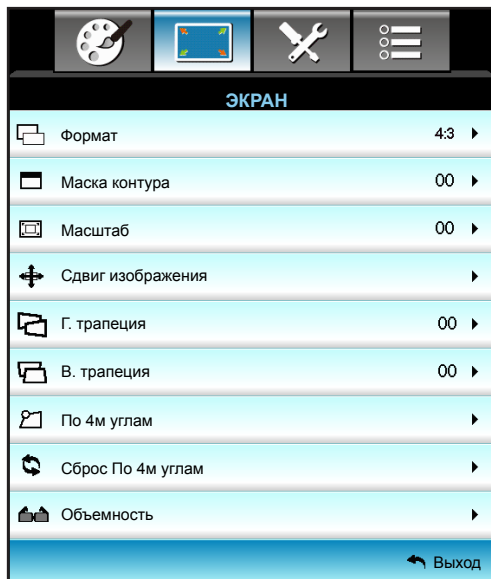 ЭКРАН
Формат 4:3
Маска контура 00
Масштаб 00
Сдвиг изображения
Г. трапеция 00
В. трапеция 00
По 4м углам
Сброс По 4м углам
Объемность
Выход